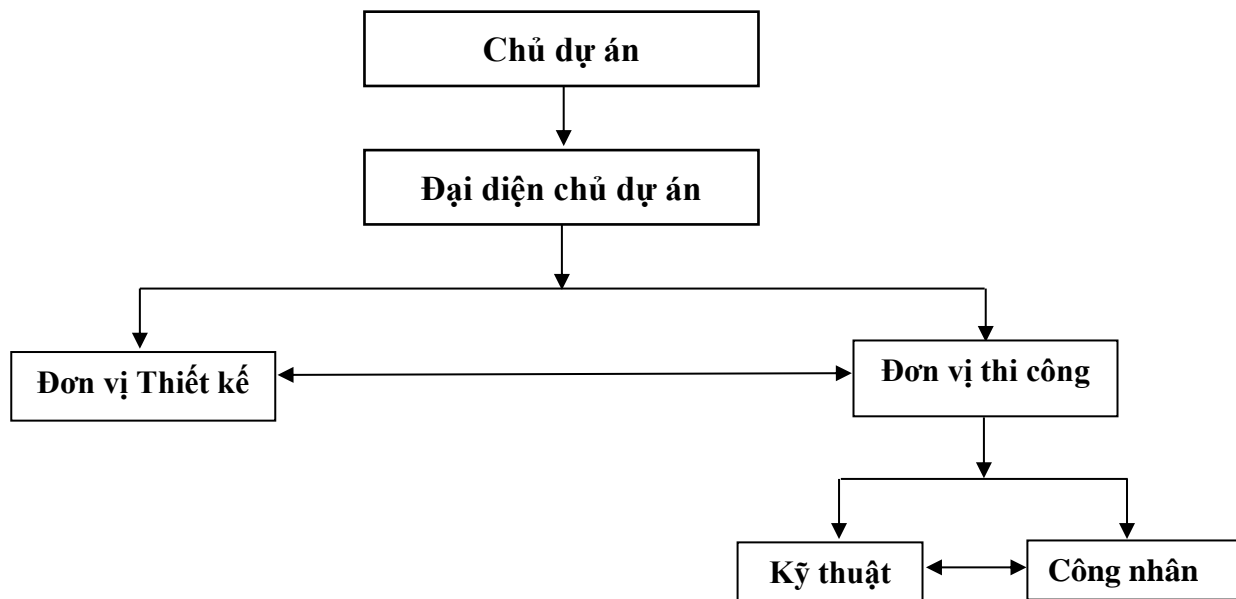 Chủ dự án
Đại diện chủ dự án
Đơn vị Thiết kế
Đơn vị thi công
Kỹ thuật
Công nhân